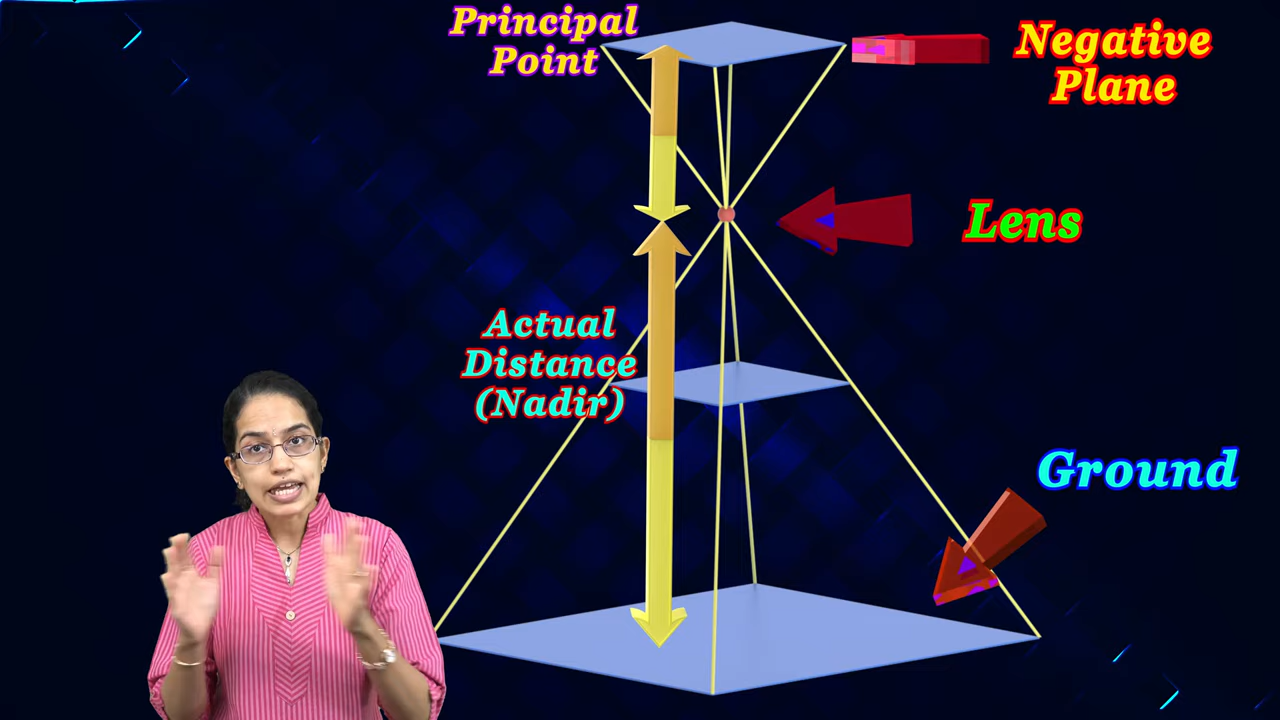 Principal
Point
Negative
Plane
Lens
Actual
Distance
(Nadir)
Ground